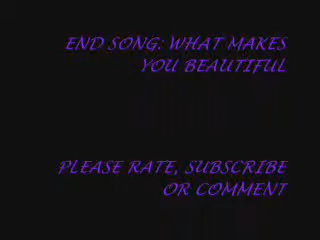 END SONG: WHAT MAKES
YOU BEAUTIFUL
PLEASE RATE, SUBSCRIBE
OR COMMENT